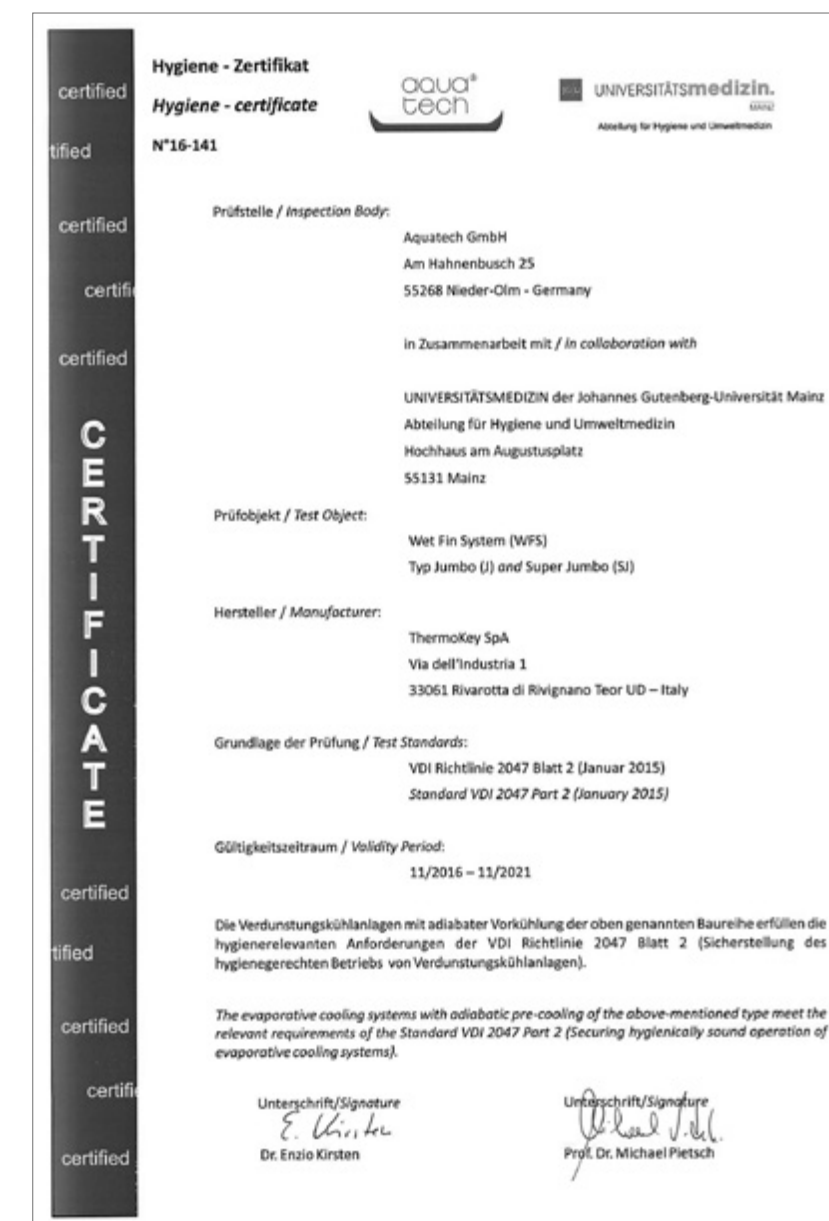 Hygiene - Zertifikat
Hygiene - certificate
N°16-141
aqua®
tech
UNIVERSITÄTSmedizin.
MAINZ
Abteilung für Hygiene und Umweltmedizin
certified
tified
certified
certifi
certified
CERTIFICATE
certified
tified
certified
certifi
certified
Prüfstelle / Inspection Body:
Aquatech GmbH
Am Hahnenbusch 25
55268 Nieder-Olm - Germany
in Zusammenarbeit mit / in collaboration with
UNIVERSITÄTSMEDIZIN der Johannes Gutenberg-Universität Mainz
Abteilung für Hygiene und Umweltmedizin
Hochhaus am Augustusplatz
55131 Mainz
Prüfobjekt / Test Object:
Wet Fin System (WFS)
Typ Jumbo (J) and Super Jumbo (SJ)
Hersteller / Manufacturer:
ThermoKey SpA
Via dell'Industria 1
33061 Rivarotta di Rivignano Teor UD – Italy
Grundlage der Prüfung / Test Standards:
VDI Richtlinie 2047 Blatt 2 (Januar 2015)
Standard VDI 2047 Part 2 (January 2015)
Gültigkeitszeitraum / Validity Period:
11/2016 – 11/2021
Die Verdunstungskühlanlagen mit adiabater Vorkühlung der oben genannten Baureihe erfüllen die
hygienerelevanten Anforderungen der VDI Richtlinie 2047 Blatt 2 (Sicherstellung des
hygienegerechten Betriebs von Verdunstungskühlanlagen).
The evaporative cooling systems with adiabatic pre-cooling of the above-mentioned type meet the
relevant requirements of the Standard VDI 2047 Part 2 (Securing hygienically sound operation of
evaporative cooling systems).
Unterschrift/Signature
E. Kirsten
Dr. Enzio Kirsten
Unterschrift/Signature
Prof. Dr. Michael Pietsch